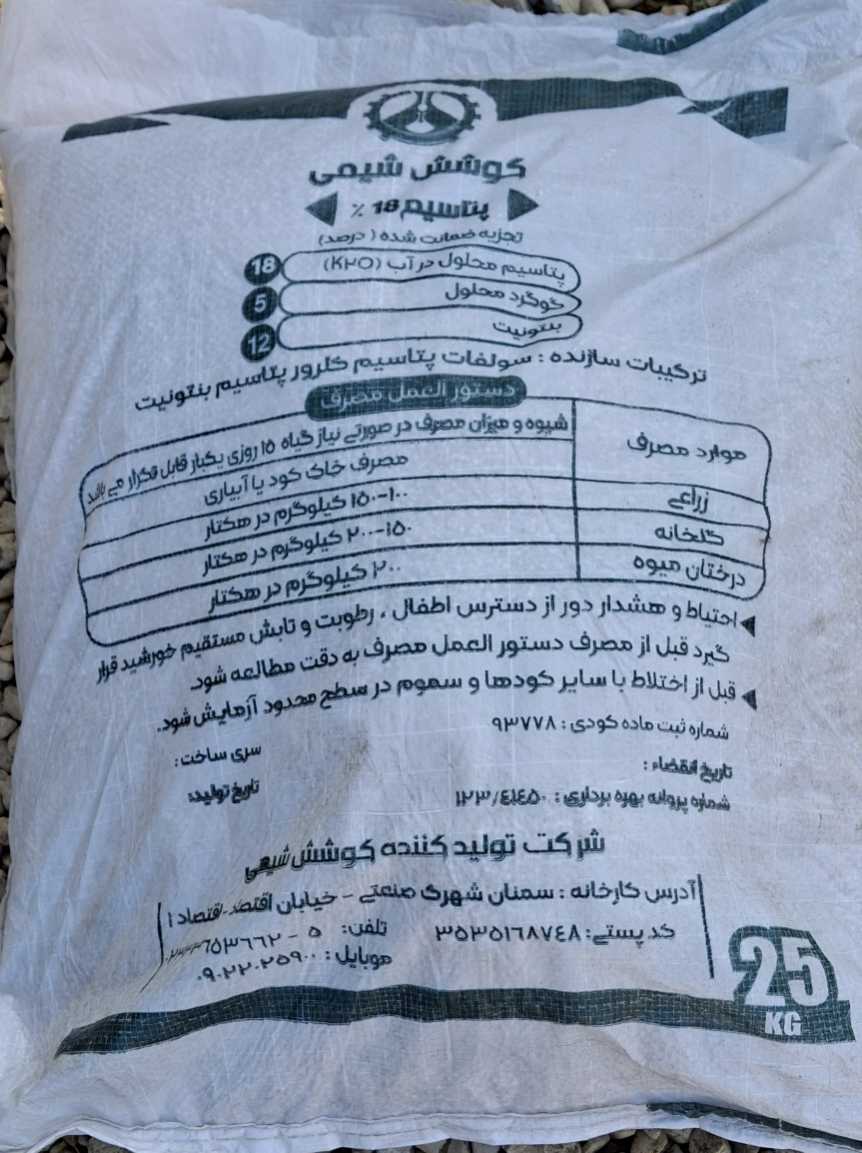 کوشش شیمی
پتاسیم 18 ٪
تجزیه ضمانت شده (درصد)
پتاسیم محلول در آب (K2O) 18
گوگرد محلول 5
بنتونیت 12
ترکیبات سازنده : سولفات پتاسیم کلرور پتاسیم بنتونیت
دستور العمل مصرف
موارد مصرف
شیوه و میزان مصرف در صورتی نیاز گیاه ۱۵ روزی یکبار قابل تکرار می باشد
مصرف خاک کود یا آبیاری
زراعی ۱۰۰-۱۵۰ کیلوگرم در هکتار
گلخانه ۱۵۰-۲۰۰ کیلوگرم در هکتار
درختان میوه ۲۰۰ کیلوگرم در هکتار
احتیاط و هشدار دور از دسترس اطفال ، رطوبت و تابش مستقیم خورشید قرار
گیرد قبل از مصرف دستور العمل مصرف به دقت مطالعه شود
قبل از اختلاط با سایر کودها و سموم در سطح محدود آزمایش شود.
شماره ثبت ماده کودی : ۹۳۷۷۸
سری ساخت :
تاریخ انقضاء :
تاریخ تولید:
شماره پروانه بهره برداری : ۱۲۳/٤١٤٥٠
شرکت تولید کننده کوشش شیمی
آدرس کارخانه : سمنان شهرک صنعتی - خیابان اقتصد-اقتصاد ۱
کد پستی: ۳۵۳۵۱۶۸۷٤۸
تلفن: ۵ - ۰۲۳۳۶۵۳۶۶۲
موبایل : ۰۹۰۲۲۰۲۵۹۰۰
25
KG